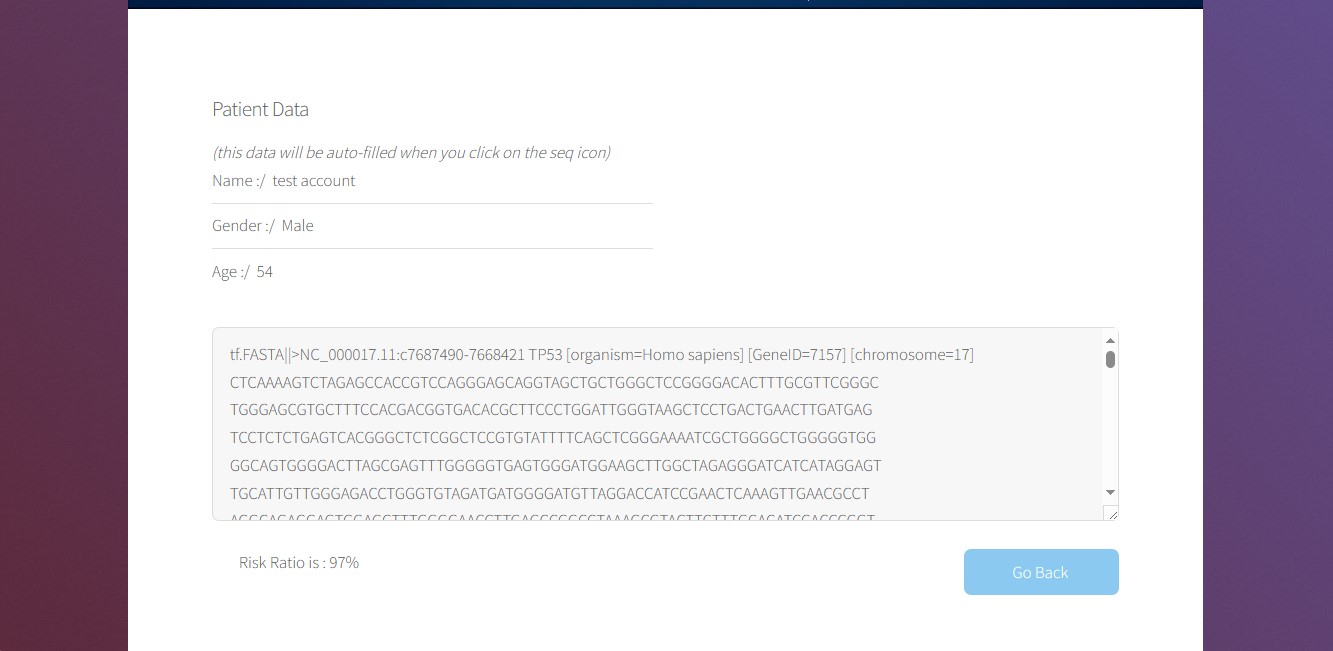 Patient Data
(this data will be auto-filled when you click on the seq icon)
Name :/ test account
Gender :/ Male
Age :/ 54
tf.FASTA||>NC_000017.11:c7687490-7668421 TP53 [organism=Homo sapiens] [GeneID=7157] [chromosome=17]
CTCAAAAGTCTAGAGCCACCGTCCAGGGAGCAGGTAGCTGCTGGGCTCCGGGGACACTTTGCGTTCGGGC
TGGGAGCGTGCTTTCCACGACGGTGACACGCTTCCCTGGATTGGGTAAGCTCCTGACTGAACTTGATGAG
TCCTCTCTGAGTCACGGGCTCTCGGCTCCGTGTATTTTCAGCTCGGGAAAATCGCTGGGGCTGGGGGTGG
GGCAGTGGGGACTTAGCGAGTTTGGGGGTGAGTGGGATGGAAGCTTGGCTAGAGGGATCATCATAGGAGT
TGCATTGTTGGGAGACCTGGGTGTAGATGATGGGGATGTTAGGACCATCCGAACTCAAAGTTGAACGCCT
Risk Ratio is : 97%
Go Back